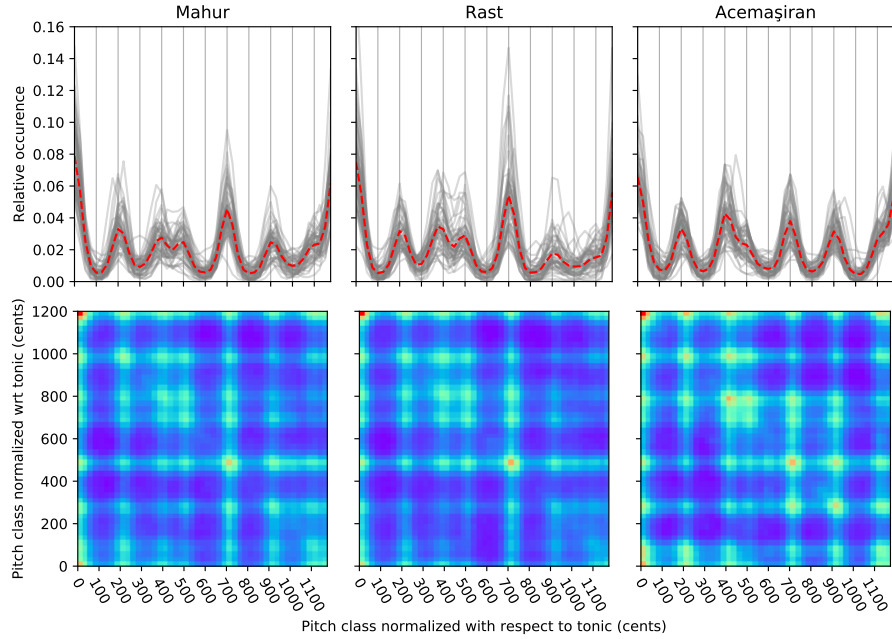 Mahur
Rast
Acemaşiran
Relative occurence
0.16
0.14
0.12
0.10
0.08
0.06
0.04
0.02
0.00
0 100 200 300 400 500 600 700 800 900 1000 1100
0 100 200 300 400 500 600 700 800 900 1000 1100
0 100 200 300 400 500 600 700 800 900 1000 1100
Pitch class normalized wrt tonic (cents)
1200
1000
800
600
400
200
0
Pitch class normalized with respect to tonic (cents)